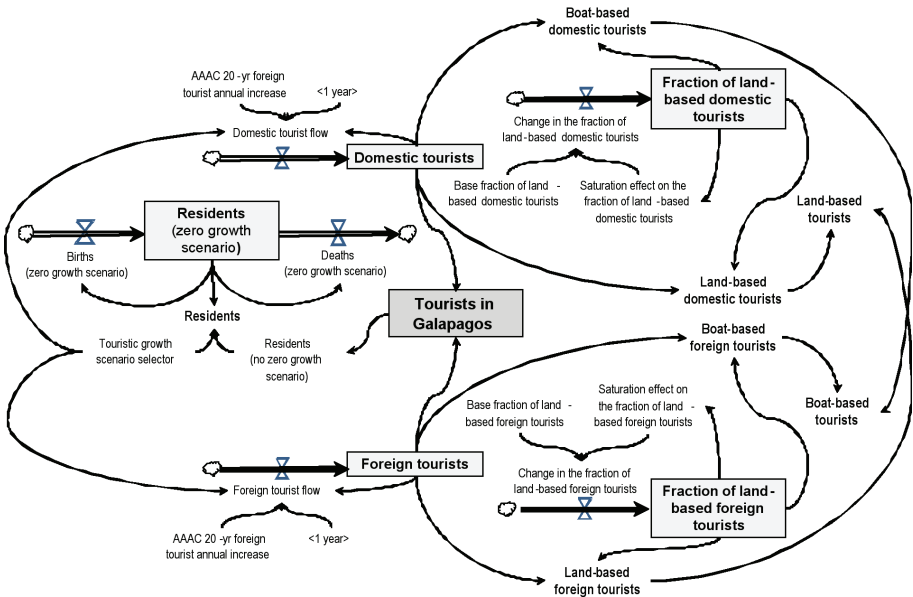 Boat-based
domestic tourists
AAAC 20 -yr foreign
tourist annual increase
<1 year>
Domestic tourist flow
Domestic tourists
Fraction of land -
based domestic
tourists
Change in the fraction of
land-based domestic tourists
Base fraction of land -
based domestic tourists
Saturation effect on the
fraction of land -based
domestic tourists
Land-based
tourists
Residents
(zero growth
scenario)
Births
(zero growth scenario)
Deaths
(zero growth scenario)
Residents
Land-based
domestic tourists
Tourists in
Galapagos
Touristic growth
scenario selector
Residents
(no zero growth
scenario)
Boat-based
foreign tourists
Boat-based
tourists
Base fraction of land -
based foreign tourists
Saturation effect on
the fraction of land -
based foreign tourists
Foreign tourists
Foreign tourist flow
AAAC 20 -yr foreign
tourist annual increase
<1 year>
Change in the fraction of
land-based foreign tourists
Fraction of land -
based foreign
tourists
Land-based
foreign tourists